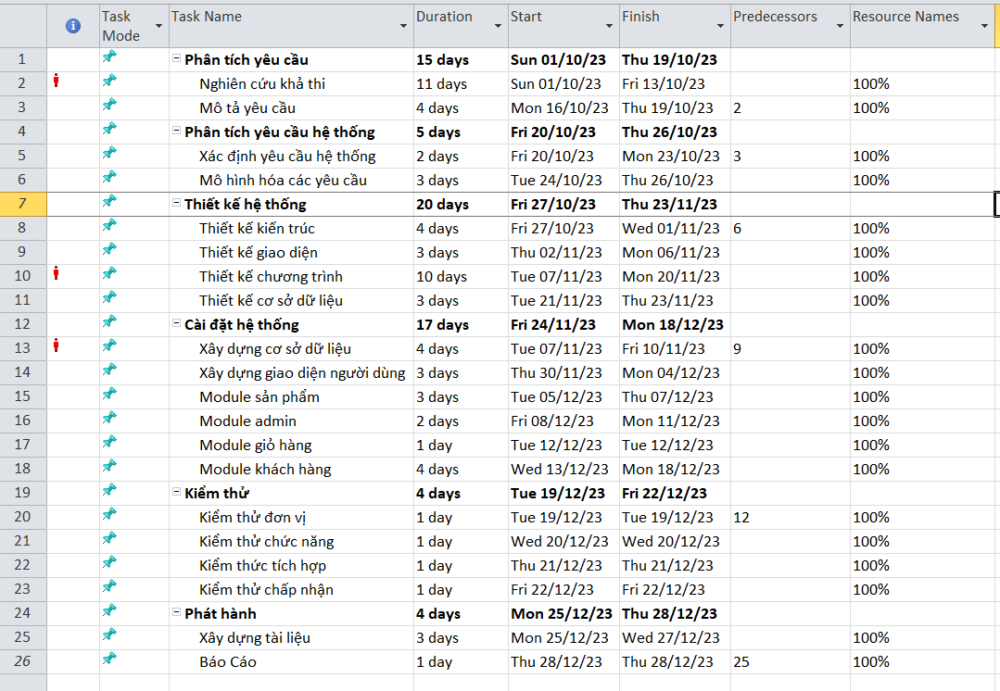 Task Mode Task Name Duration Start Finish Predecessors Resource Names
1 Phân tích yêu cầu 15 days Sun 01/10/23 Thu 19/10/23
2 Nghiên cứu khả thi 11 days Sun 01/10/23 Fri 13/10/23 100%
3 Mô tả yêu cầu 4 days Mon 16/10/23 Thu 19/10/23 2 100%
4 Phân tích yêu cầu hệ thống 5 days Fri 20/10/23 Thu 26/10/23
5 Xác định yêu cầu hệ thống 2 days Fri 20/10/23 Mon 23/10/23 3 100%
6 Mô hình hóa các yêu cầu 3 days Tue 24/10/23 Thu 26/10/23 100%
7 Thiết kế hệ thống 20 days Fri 27/10/23 Thu 23/11/23
8 Thiết kế kiến trúc 4 days Fri 27/10/23 Wed 01/11/23 6 100%
9 Thiết kế giao diện 3 days Thu 02/11/23 Mon 06/11/23 100%
10 Thiết kế chương trình 10 days Tue 07/11/23 Mon 20/11/23 100%
11 Thiết kế cơ sở dữ liệu 3 days Tue 21/11/23 Thu 23/11/23 100%
12 Cài đặt hệ thống 17 days Fri 24/11/23 Mon 18/12/23
13 Xây dựng cơ sở dữ liệu 4 days Tue 07/11/23 Fri 10/11/23 9 100%
14 Xây dựng giao diện người dùng 3 days Thu 30/11/23 Mon 04/12/23 100%
15 Module sản phẩm 3 days Tue 05/12/23 Thu 07/12/23 100%
16 Module admin 2 days Fri 08/12/23 Mon 11/12/23 100%
17 Module giỏ hàng 1 day Tue 12/12/23 Tue 12/12/23 100%
18 Module khách hàng 4 days Wed 13/12/23 Mon 18/12/23 100%
19 Kiểm thử 4 days Tue 19/12/23 Fri 22/12/23
20 Kiểm thử đơn vị 1 day Tue 19/12/23 Tue 19/12/23 12 100%
21 Kiểm thử chức năng 1 day Wed 20/12/23 Wed 20/12/23 100%
22 Kiểm thức tích hợp 1 day Thu 21/12/23 Thu 21/12/23 100%
23 Kiểm thử chấp nhận 1 day Fri 22/12/23 Fri 22/12/23 100%
24 Phát hành 4 days Mon 25/12/23 Thu 28/12/23
25 Xây dựng tài liệu 3 days Mon 25/12/23 Wed 27/12/23 100%
26 Báo Cáo 1 day Thu 28/12/23 Thu 28/12/23 25 100%